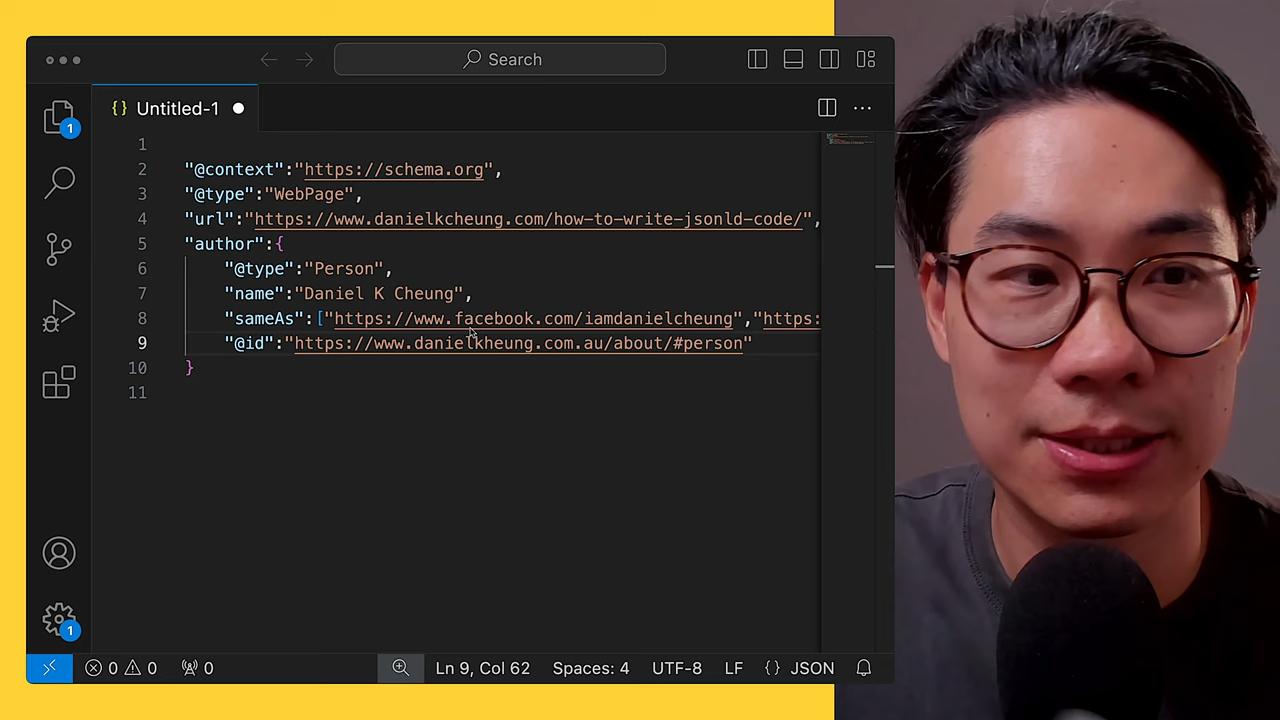 Search
1
{} Untitled-1
1
2 "@context":"https://schema.org",
3 "@type":"WebPage",
4 "url":"https://www.danielkcheung.com/how-to-write-jsonld-code/",
5 "author":{
6 "@type":"Person",
7 "name":"Daniel K Cheung",
8 "sameAs":["https://www.facebook.com/iamdanielcheung","https:
9 "@id":"https://www.danielkheung.com.au/about/#person"
10 }
11
1
0 0 0 Ln 9, Col 62 Spaces: 4 UTF-8 LF {} JSON